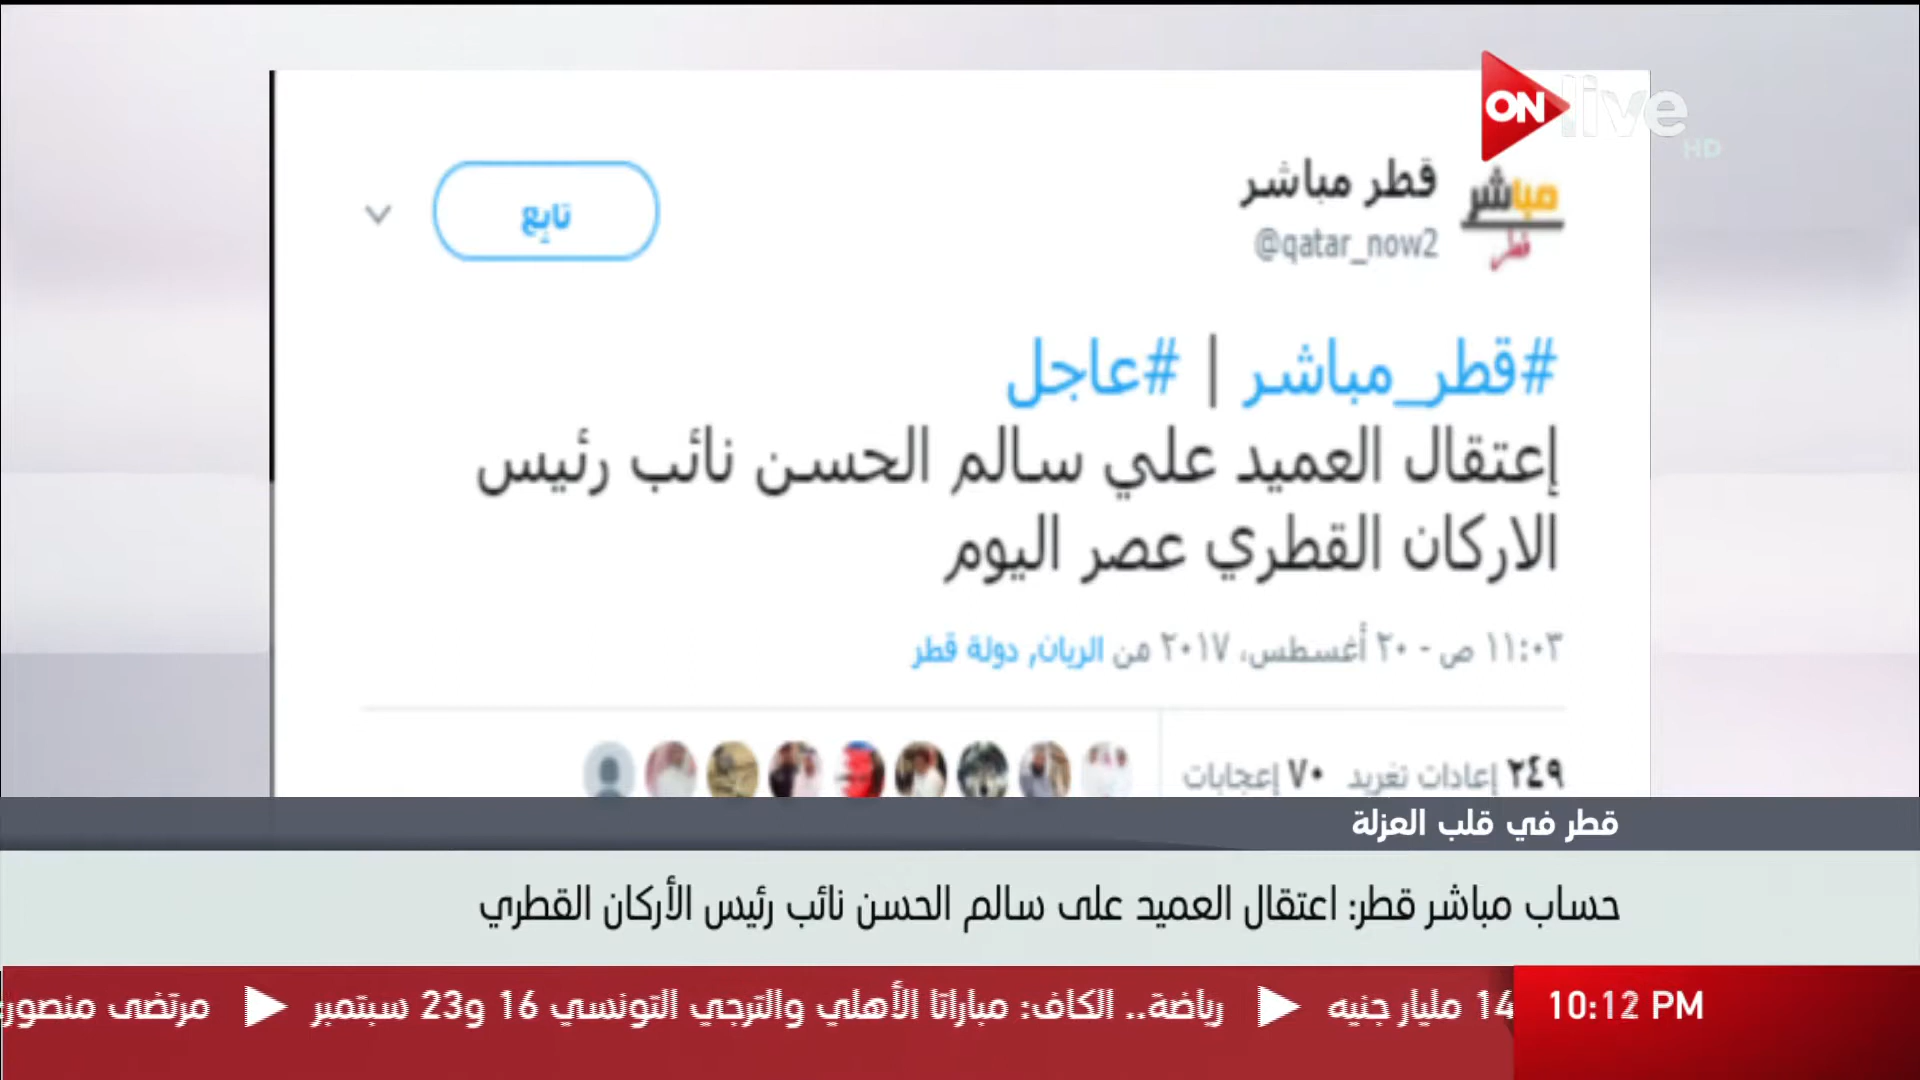 ON live
HD
مباشر
قطر
قطر مباشر
@qatar_now2
تابِع
#قطر_مباشر | #عاجل
إعتقال العميد علي سالم الحسن نائب رئيس
الاركان القطري عصر اليوم
١١:٠٣ ص - ٢٠ أغسطس، ٢٠١٧ من الريان, دولة قطر
٢٤٩ إعادات تغريد ٧٠ إعجابات
قطر في قلب العزلة
حساب مباشر قطر: اعتقال العميد على سالم الحسن نائب رئيس الأركان القطري
14 مليار جنيه ◀ رياضة.. الكاف: مباراتا الأهلي والترجي التونسي 16 و23 سبتمبر ◀ مرتضى منصور:
10:12 PM